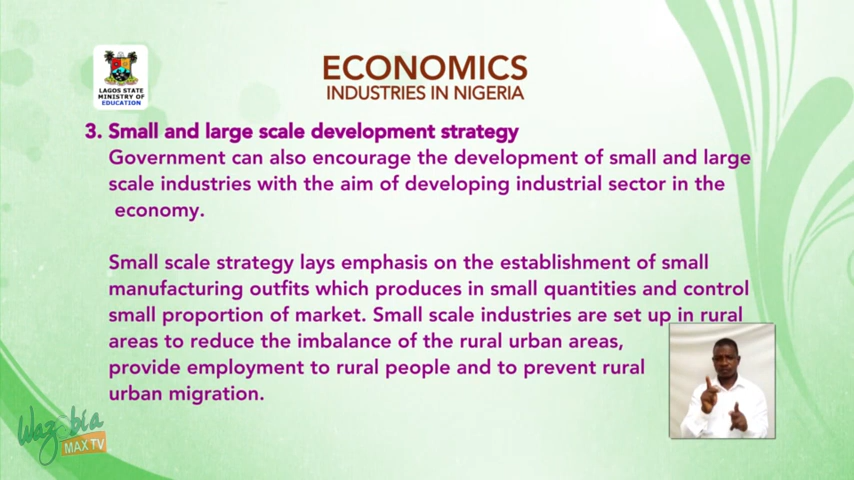 LAGOS STATE
MINISTRY OF
EDUCATION
ECONOMICS
INDUSTRIES IN NIGERIA
3. Small and large scale development strategy
Government can also encourage the development of small and large
scale industries with the aim of developing industrial sector in the
economy.
Small scale strategy lays emphasis on the establishment of small
manufacturing outfits which produces in small quantities and control
small proportion of market. Small scale industries are set up in rural
areas to reduce the imbalance of the rural urban areas,
provide employment to rural people and to prevent rural
urban migration.
Wazobia
MAX TV